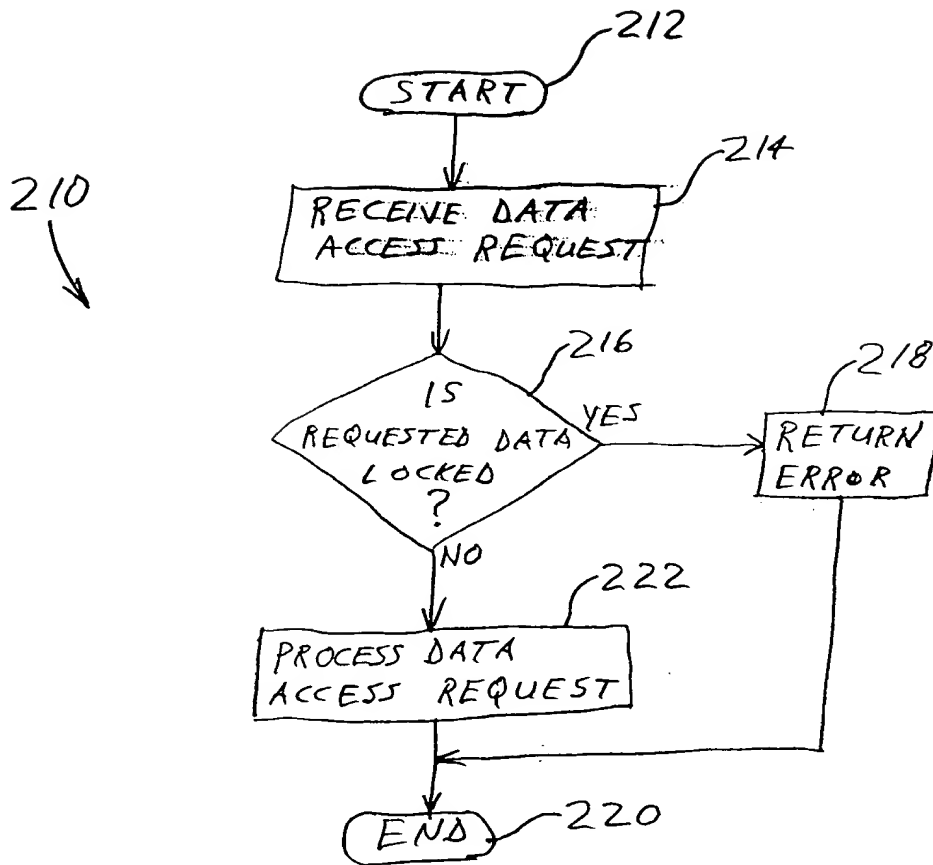 212
START
214
210
RECEIVE DATA
ACCESS REQUEST
216
218
IS
YES
REQUESTED DATA
RETURN
LOCKED
ERROR
?
NO
222
PROCESS DATA
ACCESS REQUEST
END
220